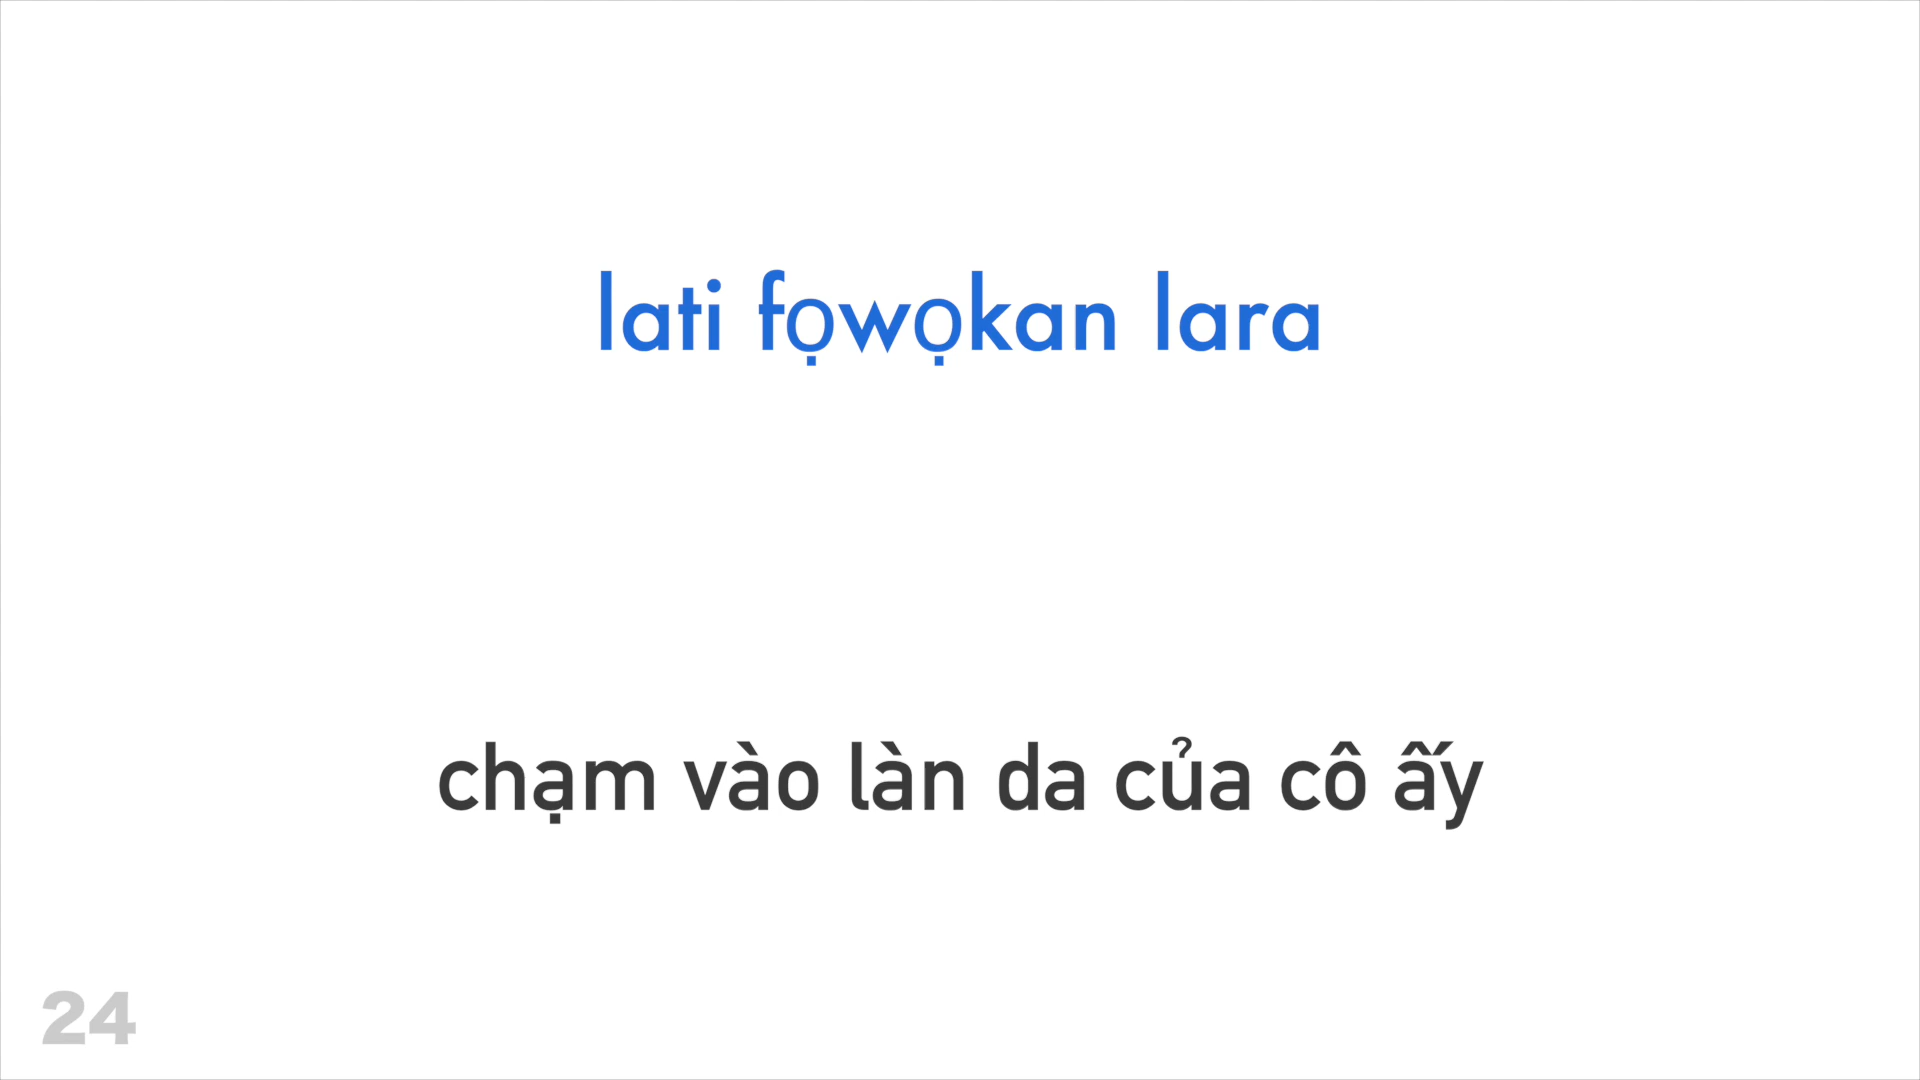 lati fọwọkan lara
chạm vào làn da của cô ấy
24